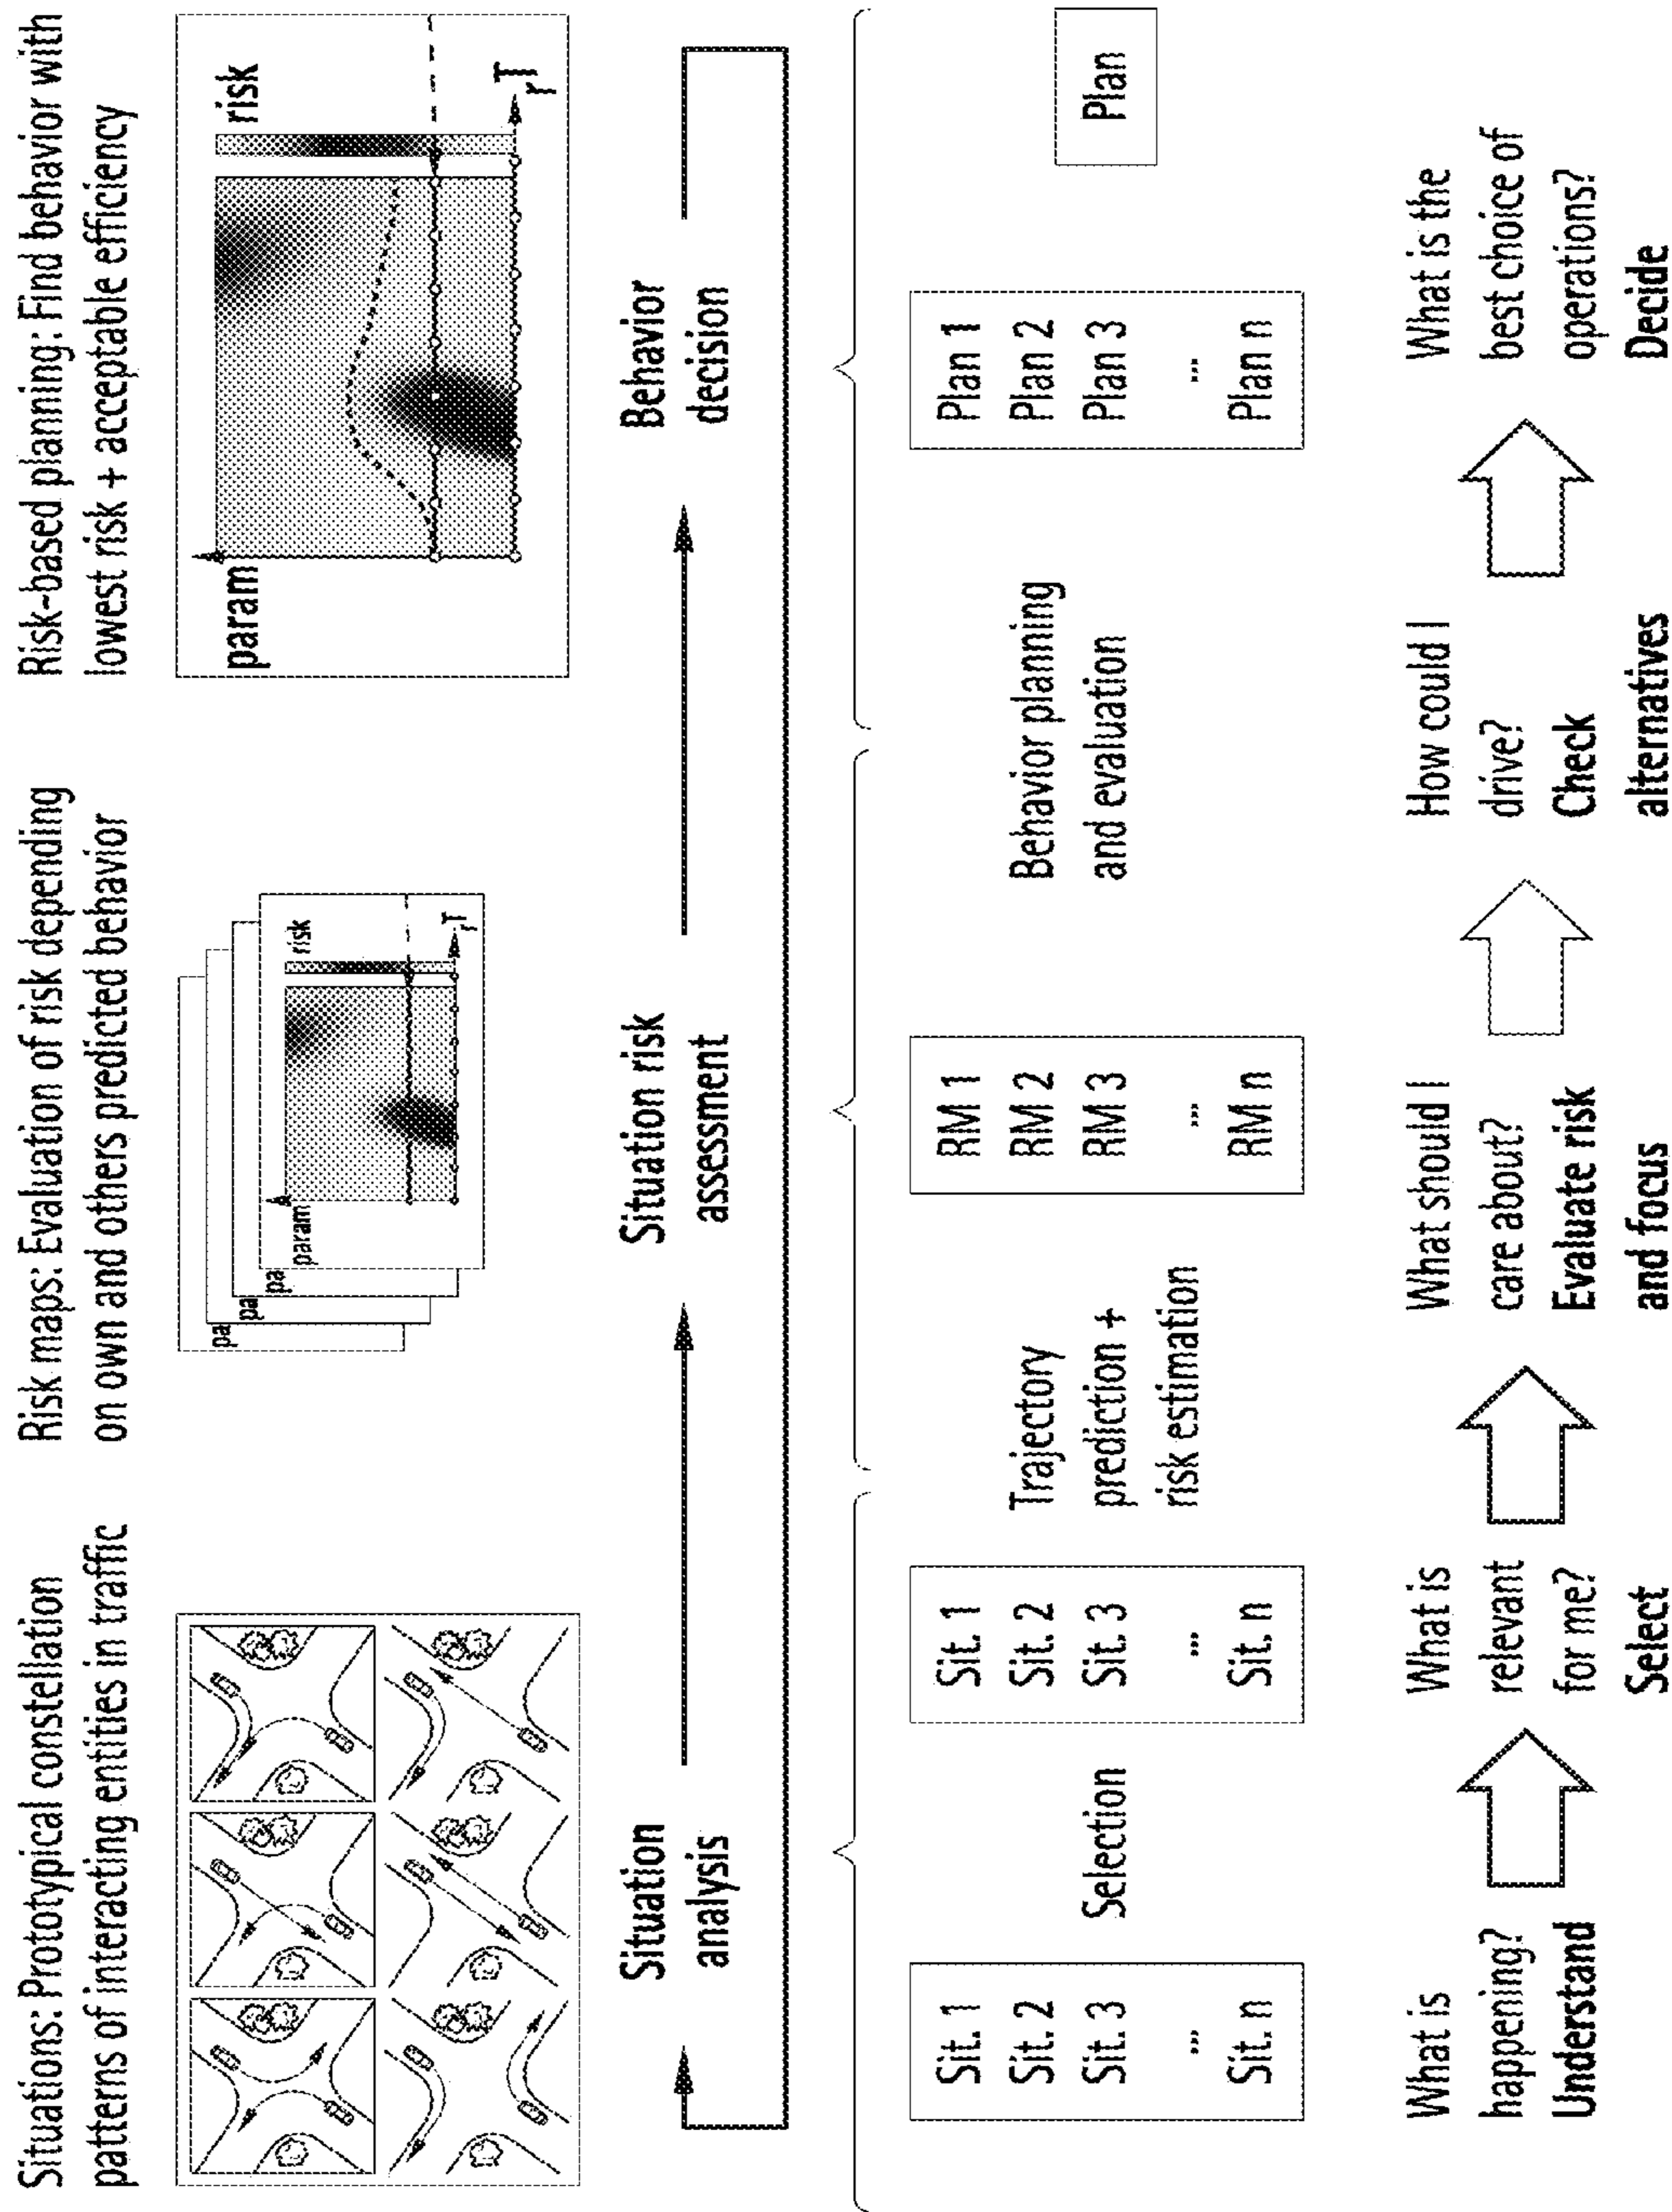 Situations: Prototypical constellation
patterns of interacting entities in traffic
Risk maps: Evaluation of risk depending
on own and others predicted behavior
Risk-based planning: Find behavior with
lowest risk + acceptable efficiency
pa
pa
pa
param
risk
T
param
risk
T
Situation
analysis
Situation risk
assessment
Behavior
decision
Sit. 1
Sit. 2
Sit. 3
...
Sit. n
Selection
Sit. 1
Sit. 2
Sit. 3
...
Sit. n
Trajectory
prediction +
risk estimation
RM 1
RM 2
RM 3
...
RM n
Behavior planning
and evaluation
Plan 1
Plan 2
Plan 3
...
Plan n
Plan
What is
happening?
Understand
What is
relevant
for me?
Select
What should I
care about?
Evaluate risk
and focus
How could I
drive?
Check
alternatives
What is the
best choice of
operations?
Decide